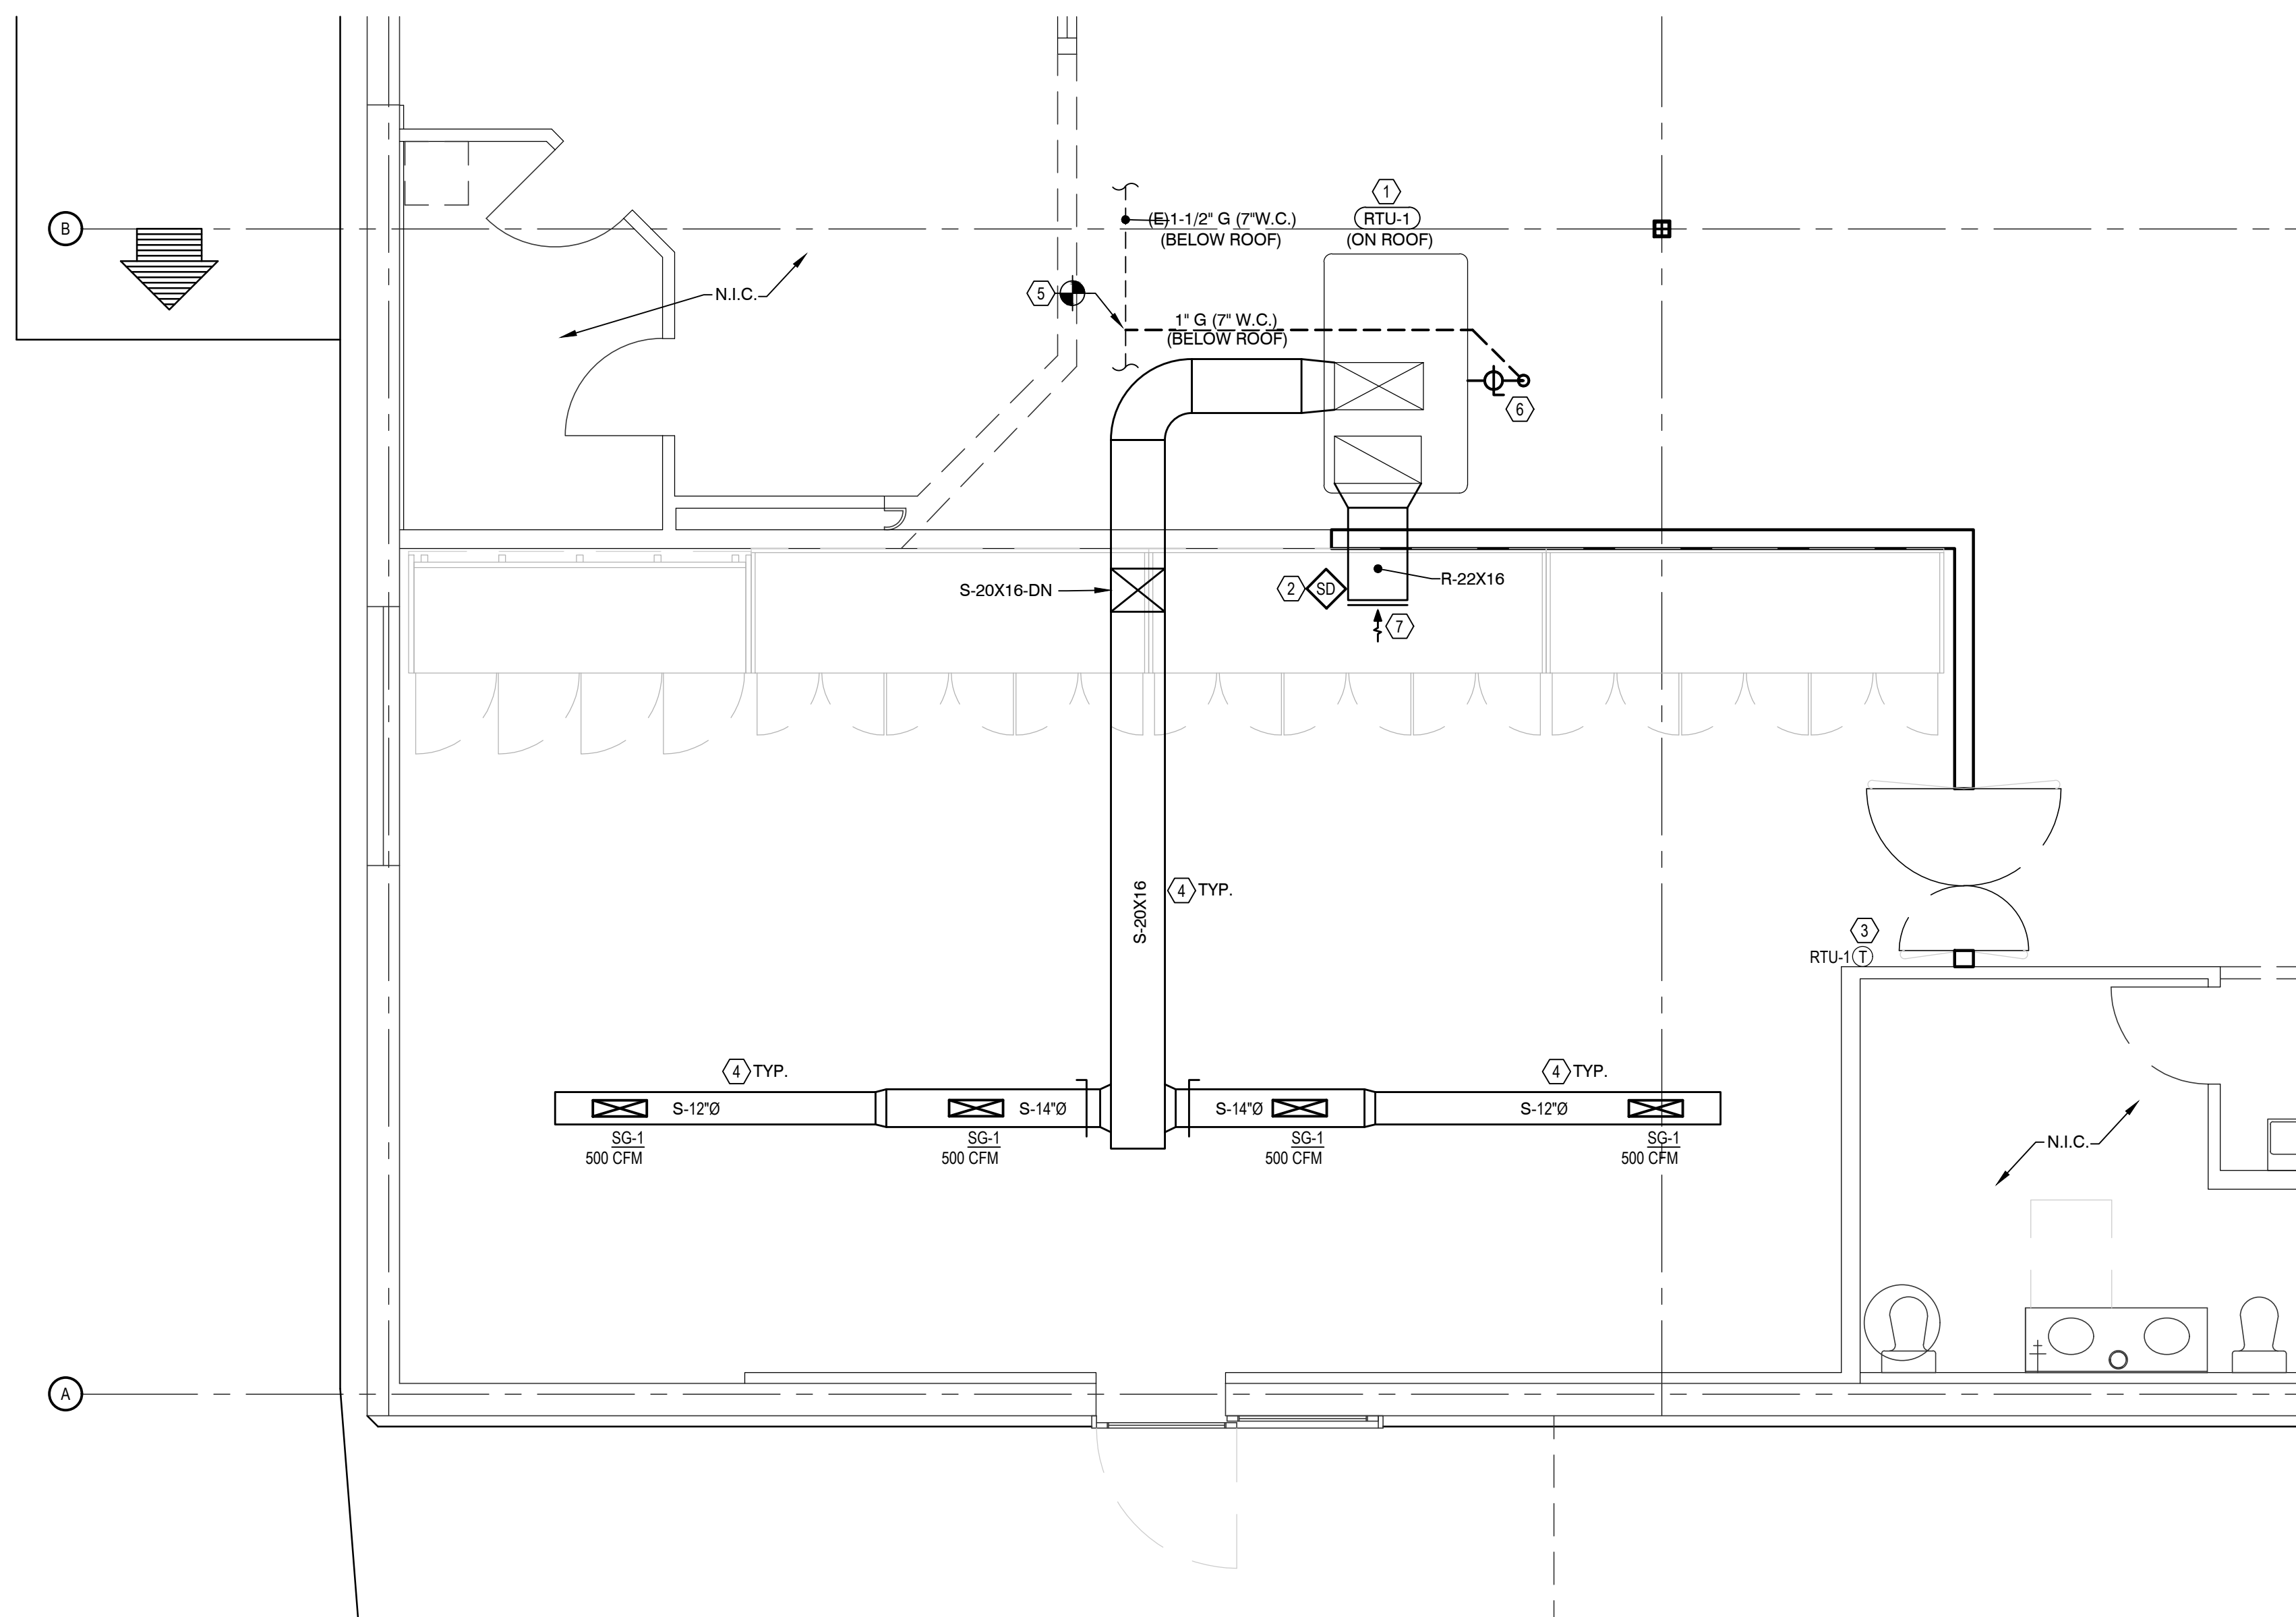 1
B
(E)1-1/2" G (7"W.C.)
(BELOW ROOF)
RTU-1
(ON ROOF)
N.I.C.
5
1" G (7" W.C.)
(BELOW ROOF)
6
S-20X16-DN
2
SD
R-22X16
7
S-20X16
4 TYP.
3
RTU-1 T
4 TYP.
4 TYP.
S-12"Ø
S-14"Ø
S-14"Ø
S-12"Ø
SG-1
500 CFM
SG-1
500 CFM
SG-1
500 CFM
SG-1
500 CFM
N.I.C.
A